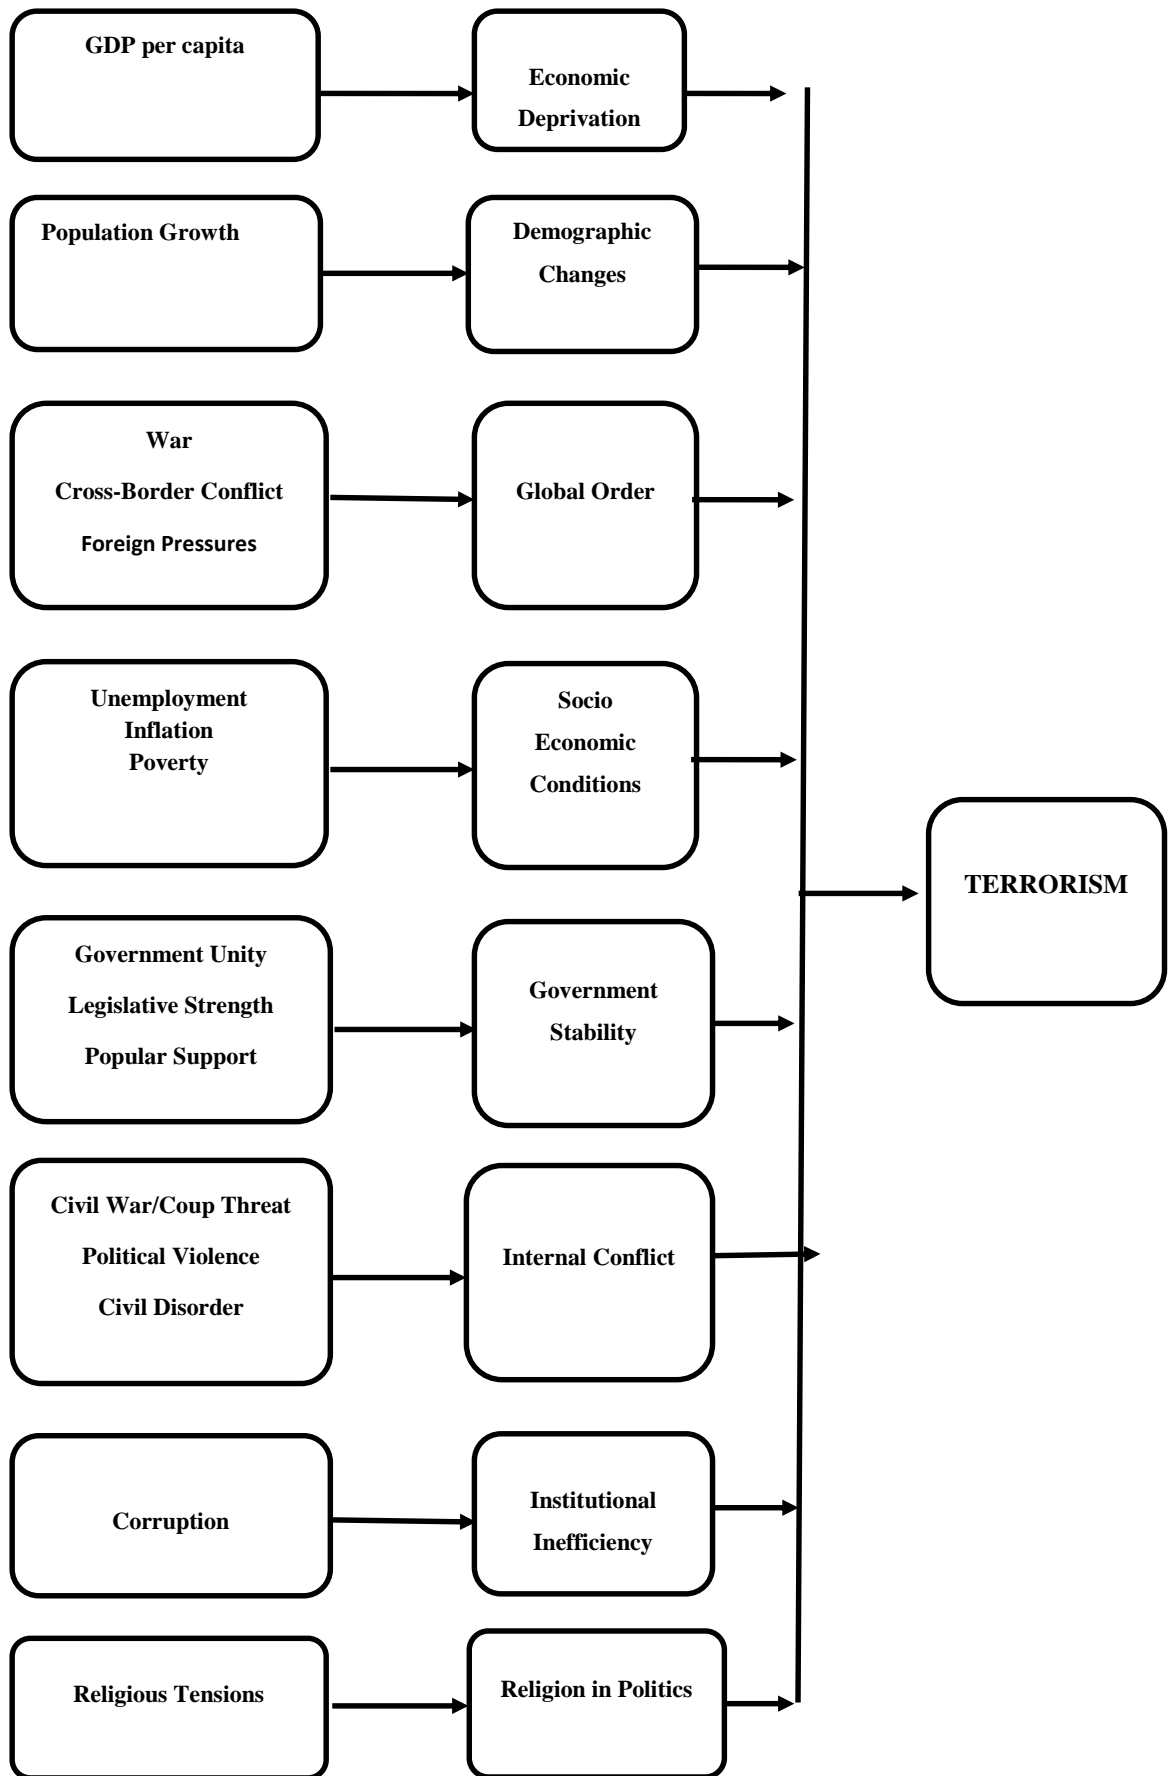 GDP per capita
Economic
Deprivation
Population Growth
Demographic
Changes
War
Cross-Border Conflict
Foreign Pressures
Global Order
Unemployment
Inflation
Poverty
Socio
Economic
Conditions
TERRORISM
Government Unity
Legislative Strength
Popular Support
Government
Stability
Civil War/Coup Threat
Political Violence
Civil Disorder
Internal Conflict
Corruption
Institutional
Inefficiency
Religious Tensions
Religion in Politics